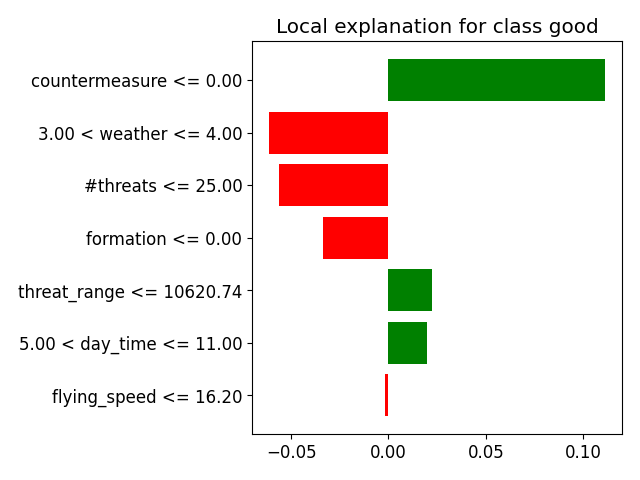 Local explanation for class good
countermeasure <= 0.00
3.00 < weather <= 4.00
#threats <= 25.00
formation <= 0.00
threat_range <= 10620.74
5.00 < day_time <= 11.00
flying_speed <= 16.20
−0.05 0.00 0.05 0.10